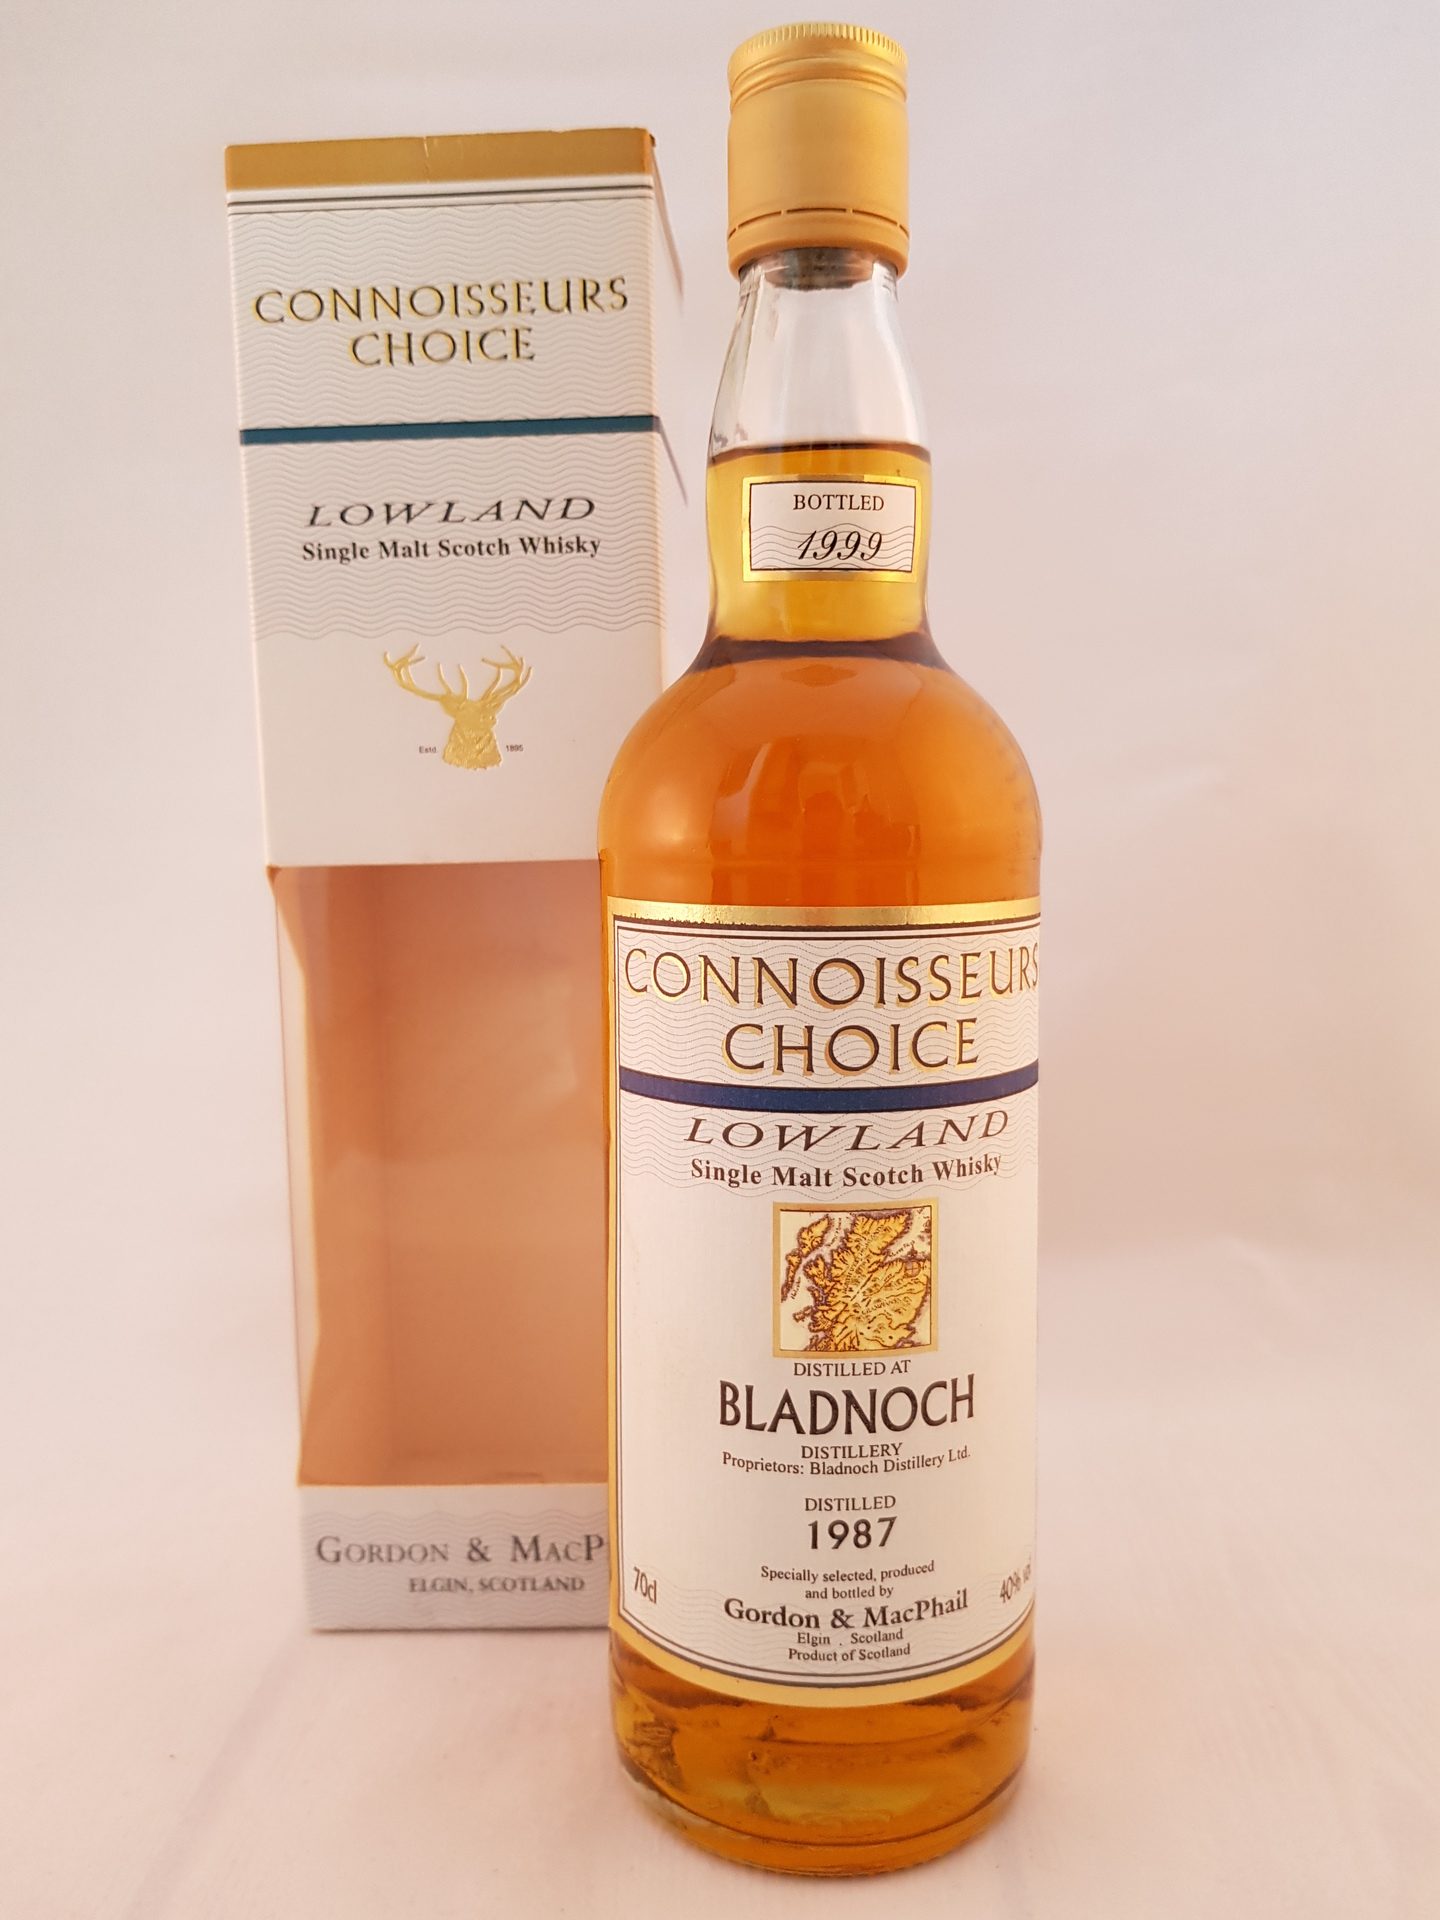 CONNOISSEURS
CHOICE
LOWLAND
Single Malt Scotch Whisky
Estd. 1895
GORDON & MACP
ELGIN, SCOTLAND
BOTTLED
1999
CONNOISSEURS
CHOICE
LOWLAND
Single Malt Scotch Whisky
DISTILLED AT
BLADNOCH
DISTILLERY
Proprietors: Bladnoch Distillery Ltd.
DISTILLED
1987
Specially selected, produced
and bottled by
70cl Gordon & MacPhail 40% vol
Elgin . Scotland
Product of Scotland